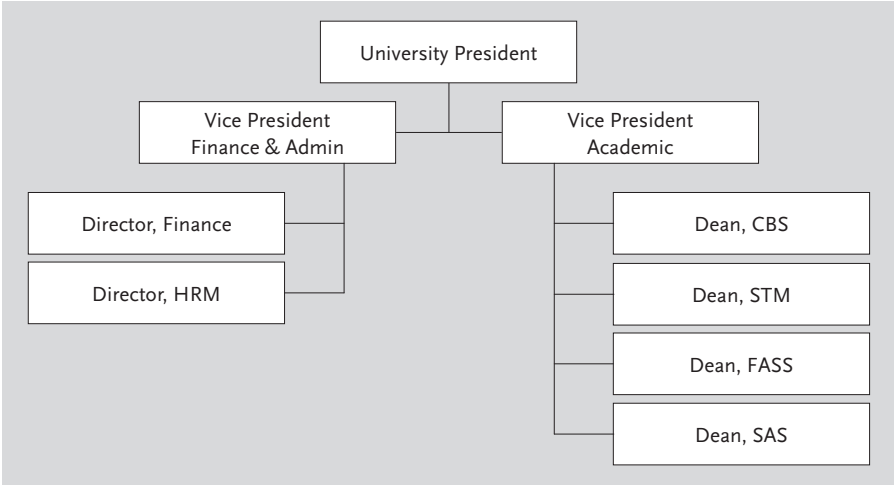 University President
Vice President
Finance & Admin
Vice President
Academic
Director, Finance
Director, HRM
Dean, CBS
Dean, STM
Dean, FASS
Dean, SAS